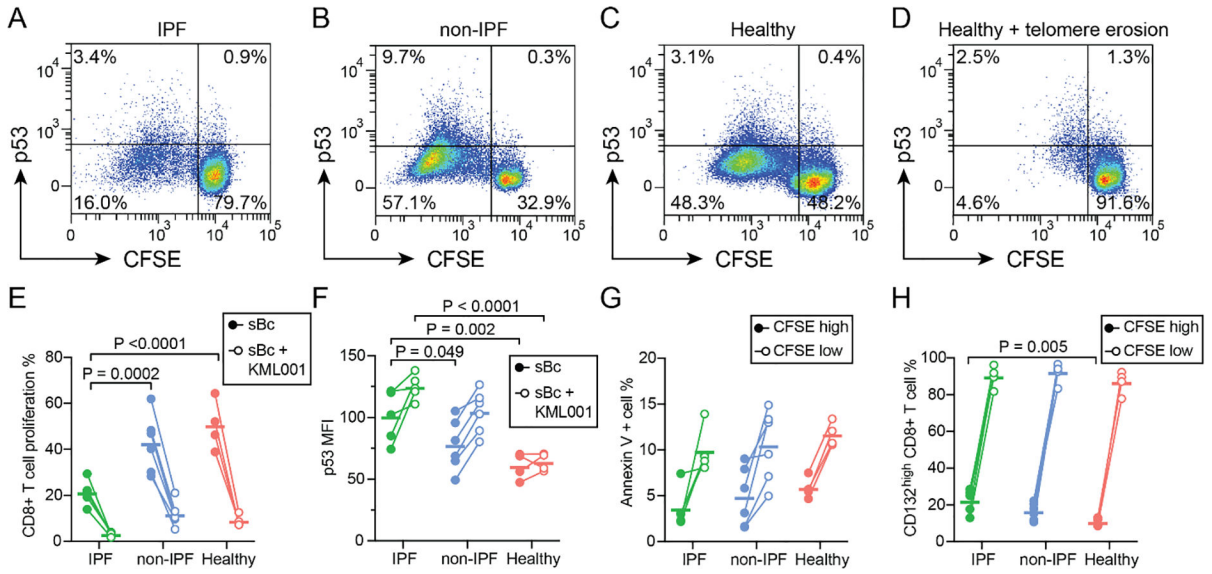 A
IPF
3.4%
0.9%
10⁴
10³
0
p53
16.0%
79.7%
0
10³
10⁴
10⁵
CFSE
B
non-IPF
9.7%
0.3%
10⁴
10³
0
p53
57.1%
32.9%
0
10³
10⁴
10⁵
CFSE
C
Healthy
3.1%
0.4%
10⁴
10³
0
p53
48.3%
48.2%
0
10³
10⁴
10⁵
CFSE
D
Healthy + telomere erosion
2.5%
1.3%
10⁴
10³
0
p53
4.6%
91.6%
0
10³
10⁴
10⁵
CFSE
E
sBc
sBc +
KML001
P <0.0001
P = 0.0002
CD8+ T cell proliferation %
80
60
40
20
0
IPF
non-IPF
Healthy
F
P < 0.0001
P = 0.002
P = 0.049
sBc
sBc +
KML001
p53 MFI
150
125
100
75
50
0
IPF
non-IPF
Healthy
G
CFSE high
CFSE low
Annexin V + cell %
20
15
10
5
0
IPF
non-IPF
Healthy
H
CFSE high
CFSE low
P = 0.005
CD132ʰⁱᵍʰ CD8+ T cell %
100
80
60
40
20
0
IPF
non-IPF
Healthy